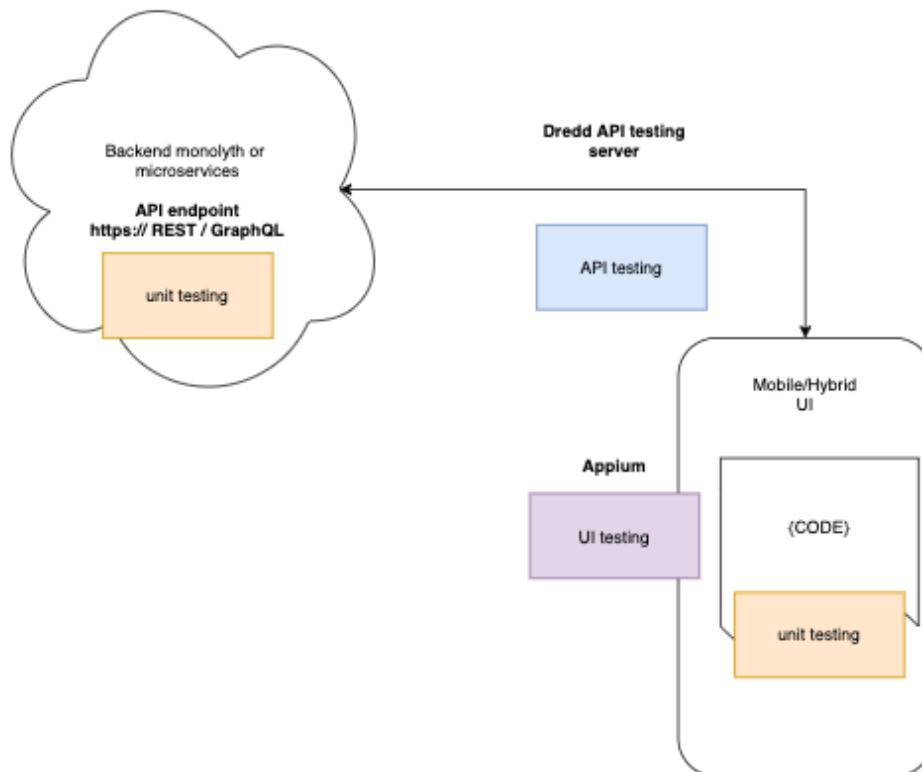 Backend monolyth or
microservices
API endpoint
https:// REST / GraphQL
unit testing
Dredd API testing
server
API testing
Mobile/Hybrid
UI
Appium
UI testing
{CODE}
unit testing